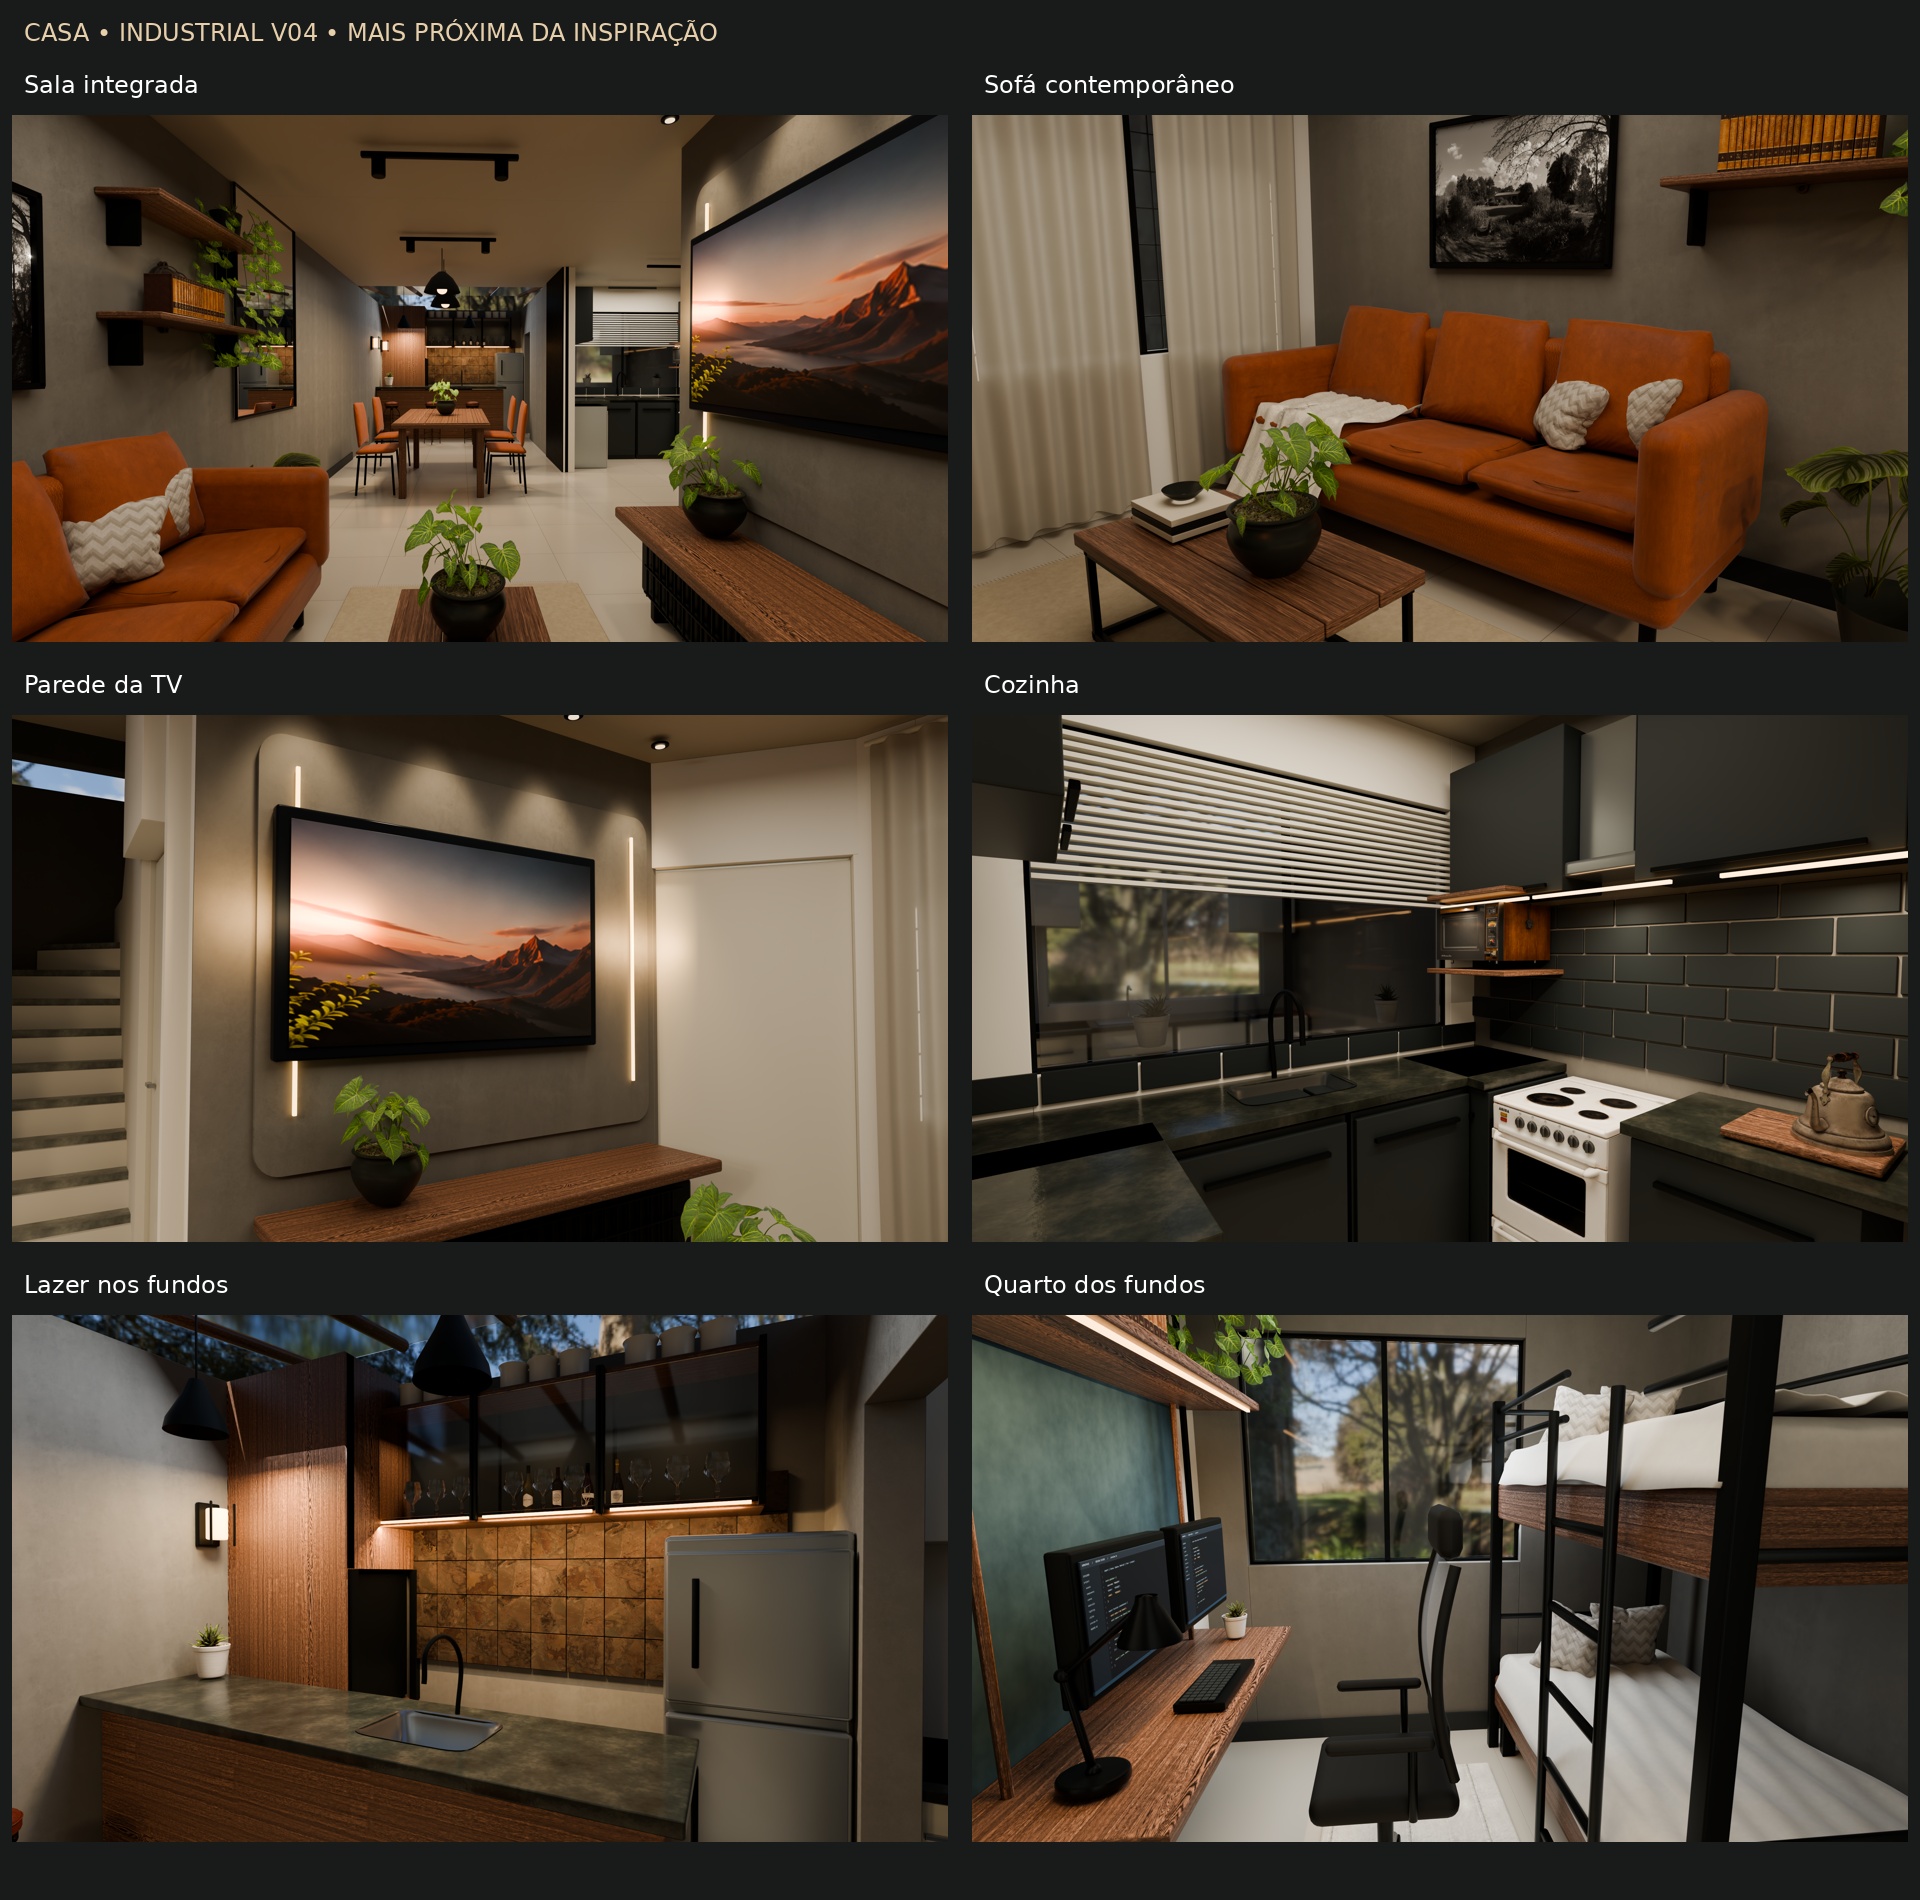 CASA • INDUSTRIAL V04 • MAIS PRÓXIMA DA INSPIRAÇÃO
Sala integrada
Sofá contemporâneo
Parede da TV
Cozinha
Lazer nos fundos
Quarto dos fundos